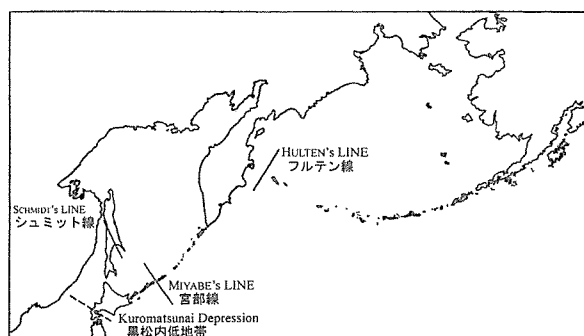 HULTEN's LINE
フルテン線
SCHMIDT's LINE
シュミット線
MIYABE's LINE
宮部線
Kuromatsunai Depression
黒松内低地帯